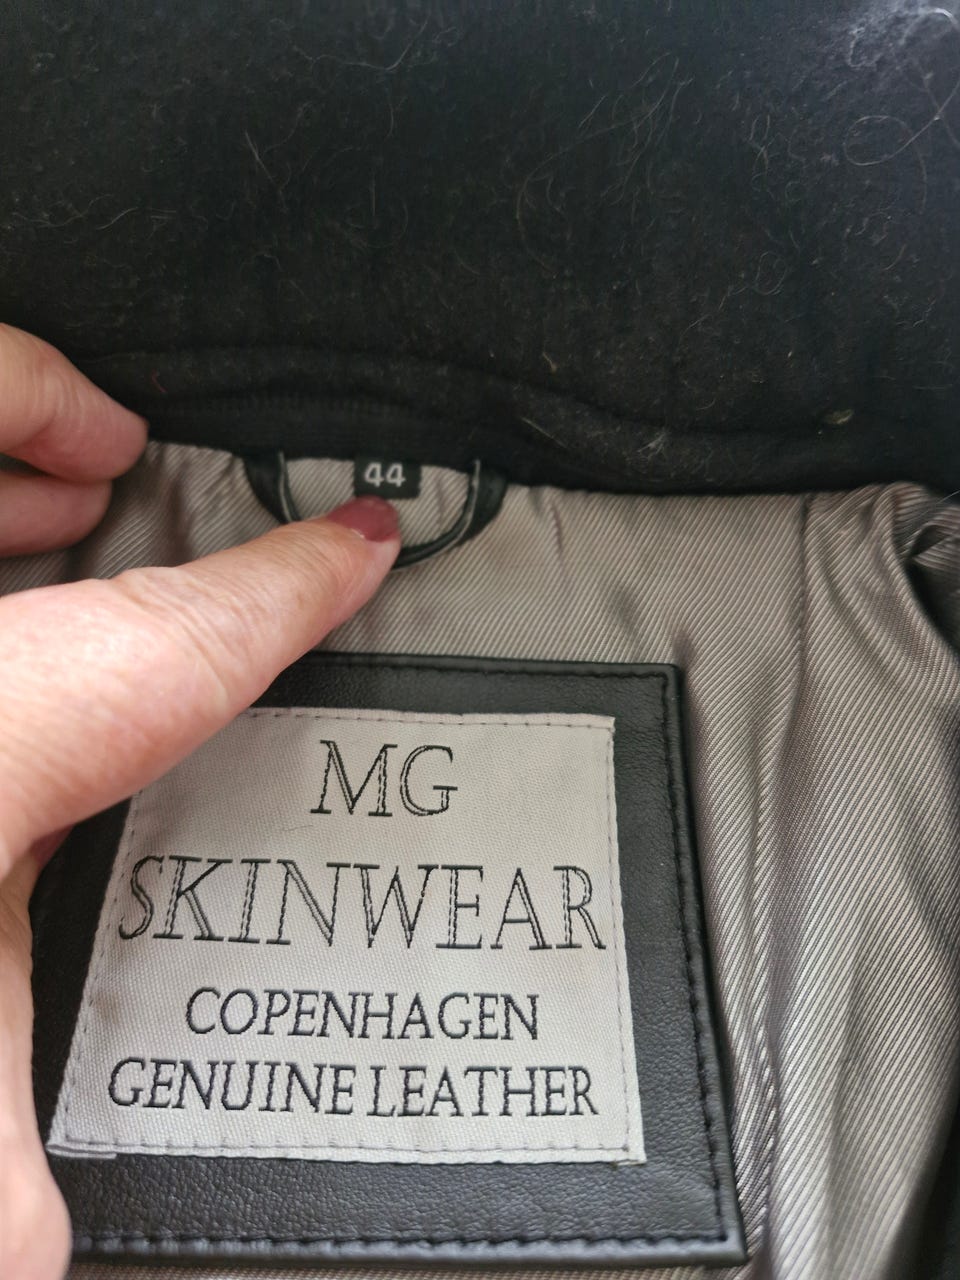 44
MG
SKINWEAR
COPENHAGEN
GENUINE LEATHER